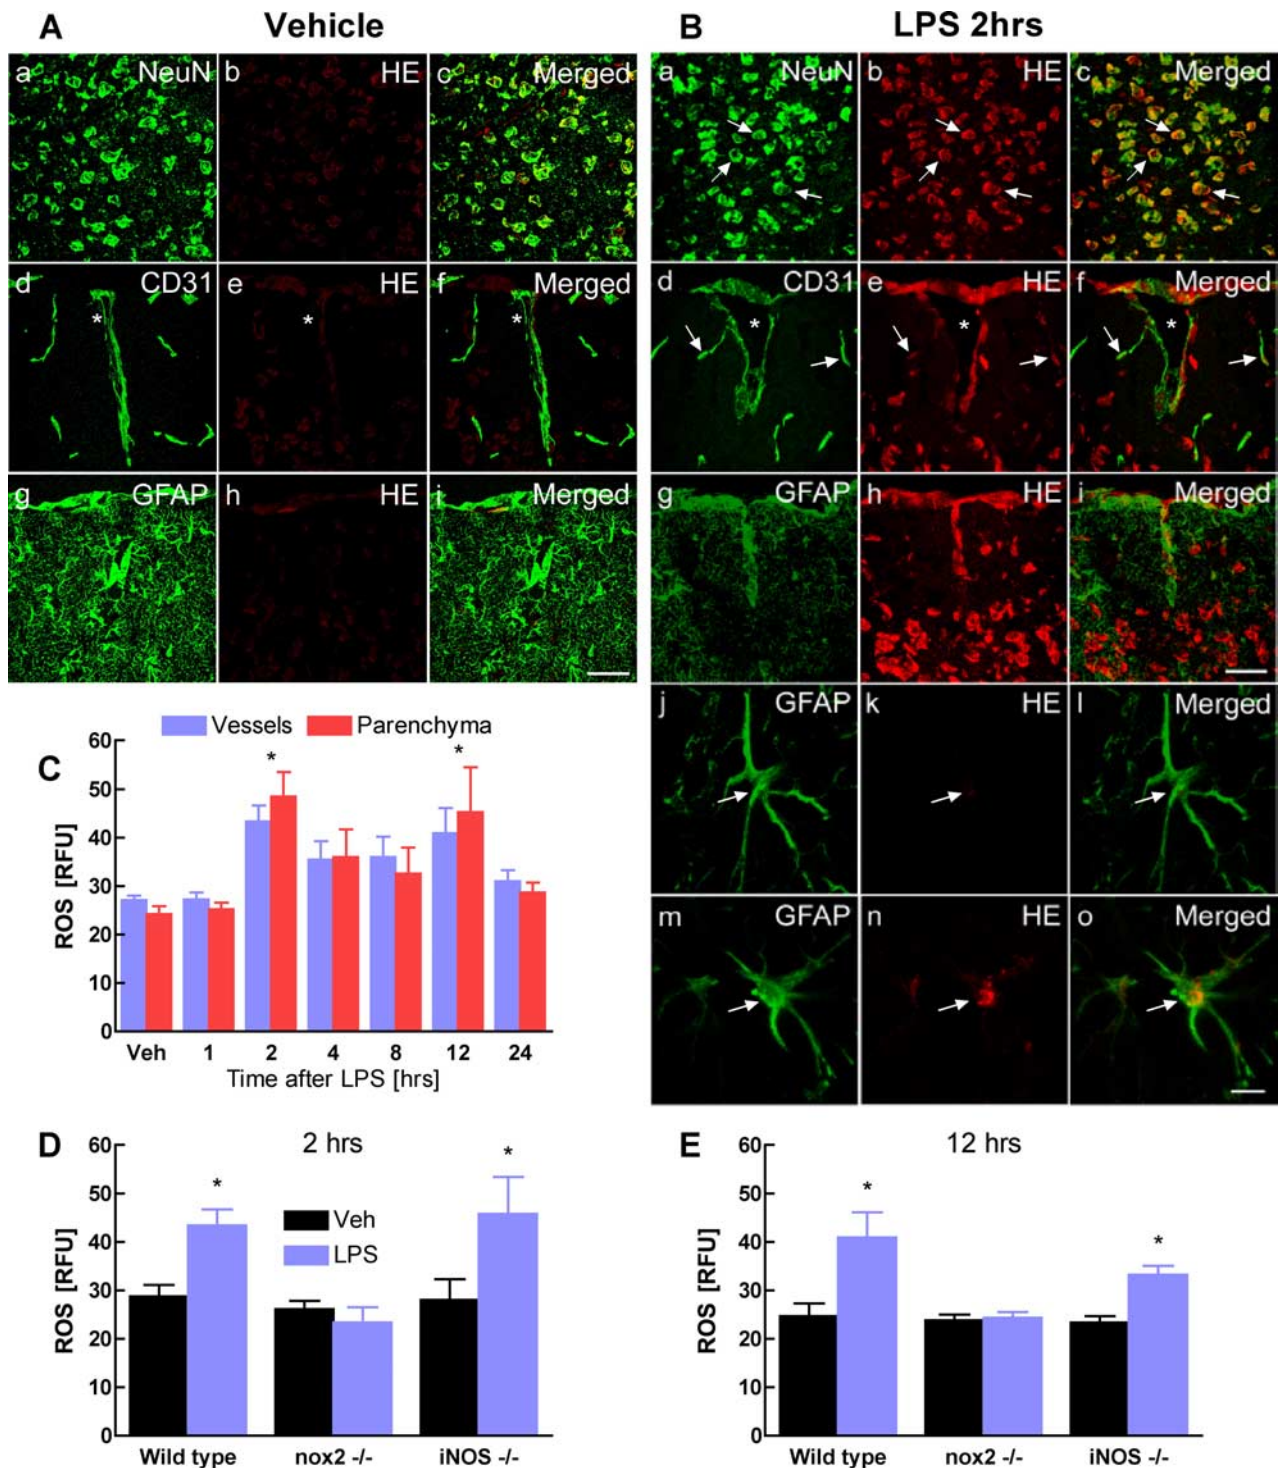 A Vehicle
a NeuN b HE c Merged
d CD31 e HE f Merged
* * *
g GFAP h HE i Merged
B LPS 2hrs
a NeuN b HE c Merged
d CD31 e HE f Merged
* * *
g GFAP h HE i Merged
j GFAP k HE l Merged
m GFAP n HE o Merged
C
Vessels Parenchyma
ROS [RFU]
60
50
40
30
20
10
0
* *
Veh 1 2 4 8 12 24
Time after LPS [hrs]
D 2 hrs
ROS [RFU]
60
50
40
30
20
10
0
* *
Veh
LPS
Wild type nox2 -/- iNOS -/-
E 12 hrs
ROS [RFU]
60
50
40
30
20
10
0
* *
Wild type nox2 -/- iNOS -/-